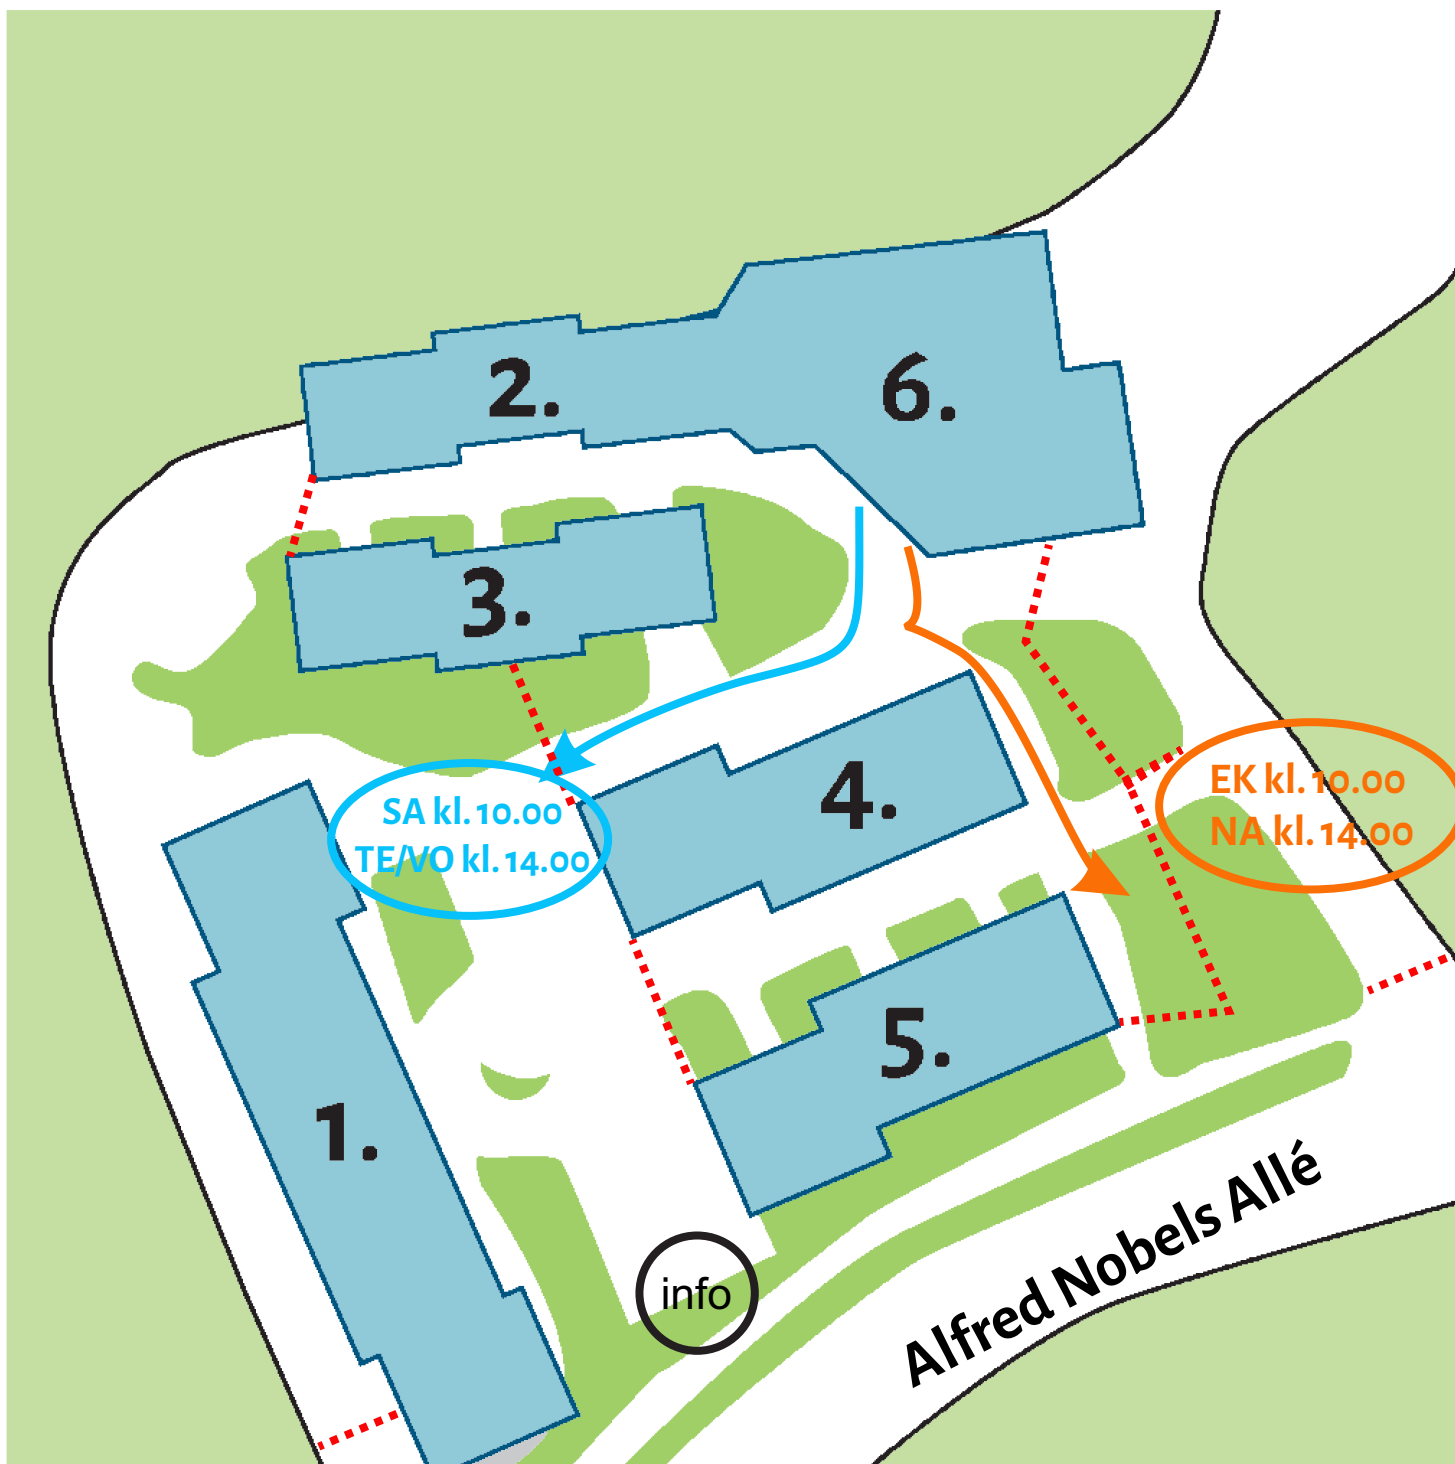 2.
6.
3.
4.
EK kl. 10.00
NA kl. 14.00
SA kl. 10.00
TE/VO kl. 14.00
5.
1.
info
Alfred Nobels Allé